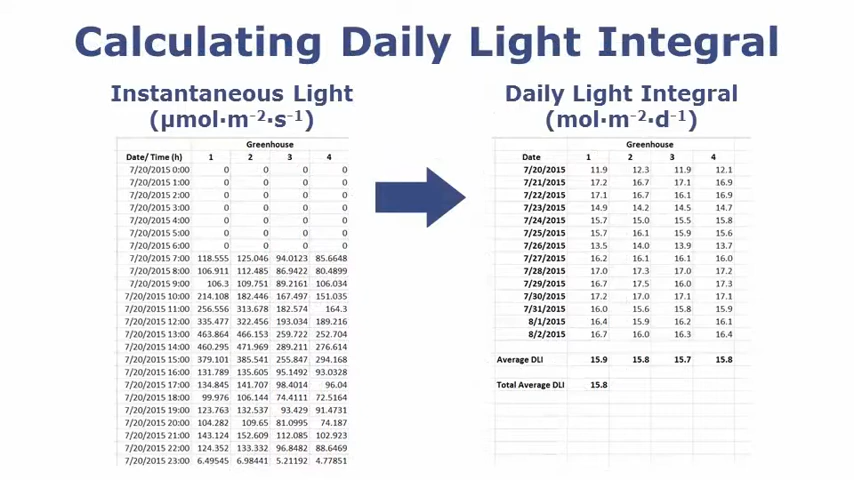 Calculating Daily Light Integral
Instantaneous Light
(µmol·m-2·s-1)
Greenhouse
Date/ Time (h) 1 2 3 4
7/20/2015 0:00 0 0 0 0
7/20/2015 1:00 0 0 0 0
7/20/2015 2:00 0 0 0 0
7/20/2015 3:00 0 0 0 0
7/20/2015 4:00 0 0 0 0
7/20/2015 5:00 0 0 0 0
7/20/2015 6:00 0 0 0 0
7/20/2015 7:00 118.555 125.046 94.0123 85.6648
7/20/2015 8:00 106.911 112.485 86.9422 80.4899
7/20/2015 9:00 106.3 109.751 89.2161 106.034
7/20/2015 10:00 214.108 182.446 167.497 151.035
7/20/2015 11:00 256.556 313.678 182.574 164.3
7/20/2015 12:00 335.477 322.456 193.034 189.216
7/20/2015 13:00 463.864 466.153 259.722 252.704
7/20/2015 14:00 460.295 471.969 289.211 276.614
7/20/2015 15:00 379.101 385.541 255.847 294.168
7/20/2015 16:00 131.789 135.605 95.1492 93.0328
7/20/2015 17:00 134.845 141.707 98.4014 96.04
7/20/2015 18:00 99.976 106.144 74.4111 72.5164
7/20/2015 19:00 123.763 132.537 93.429 91.4731
7/20/2015 20:00 104.282 109.65 81.0995 74.187
7/20/2015 21:00 143.124 152.609 112.085 102.923
7/20/2015 22:00 124.352 133.332 96.8482 88.6469
7/20/2015 23:00 6.49545 6.98441 5.21192 4.77851
Daily Light Integral
(mol·m-2·d-1)
Greenhouse
Date 1 2 3 4
7/20/2015 11.9 12.3 11.9 12.1
7/21/2015 17.2 16.7 17.1 16.9
7/22/2015 17.1 16.7 16.1 16.9
7/23/2015 14.9 14.2 14.5 14.7
7/24/2015 15.7 15.0 15.5 15.8
7/25/2015 15.7 16.1 15.9 15.6
7/26/2015 13.5 14.0 13.9 13.7
7/27/2015 16.2 16.1 16.1 16.0
7/28/2015 17.0 17.3 17.0 17.2
7/29/2015 16.7 17.5 16.0 17.3
7/30/2015 17.2 17.0 17.1 17.1
7/31/2015 16.0 15.6 15.8 15.9
8/1/2015 16.4 15.9 16.2 16.1
8/2/2015 16.7 16.0 16.3 16.4
Average DLI 15.9 15.8 15.7 15.8
Total Average DLI 15.8